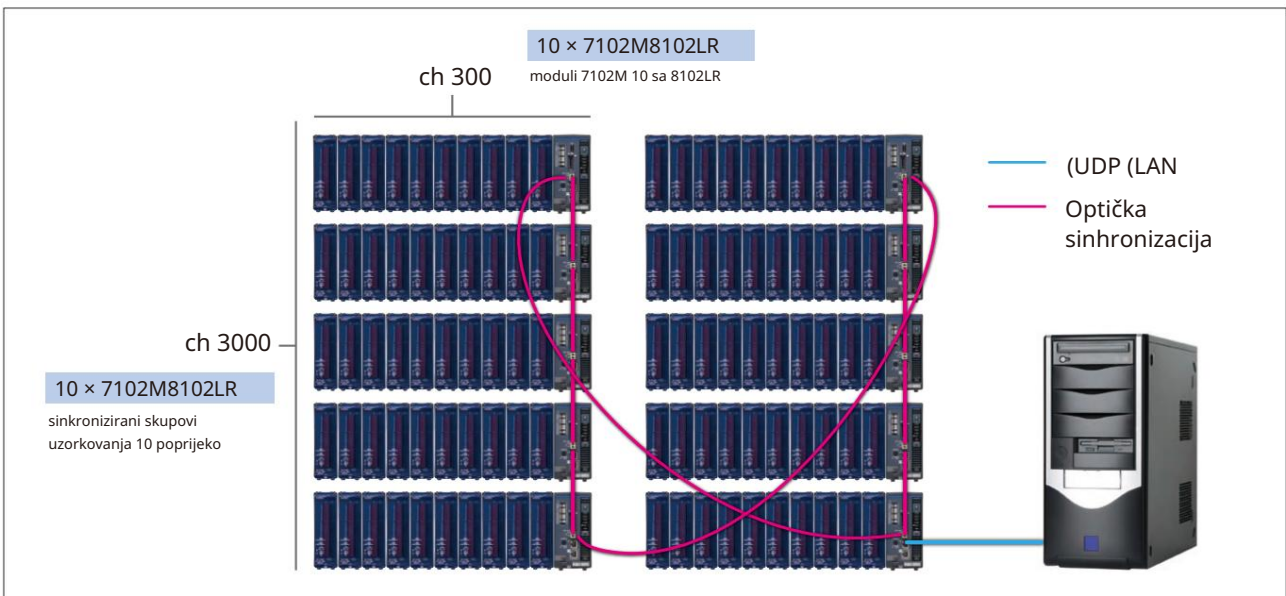 10 × 7102M8102LR
moduli 7102M 10 sa 8102LR
ch 300
(UDP (LAN
Optička
sinhronizacija
ch 3000
10 × 7102M8102LR
sinkronizirani skupovi
uzorkovanja 10 poprijeko